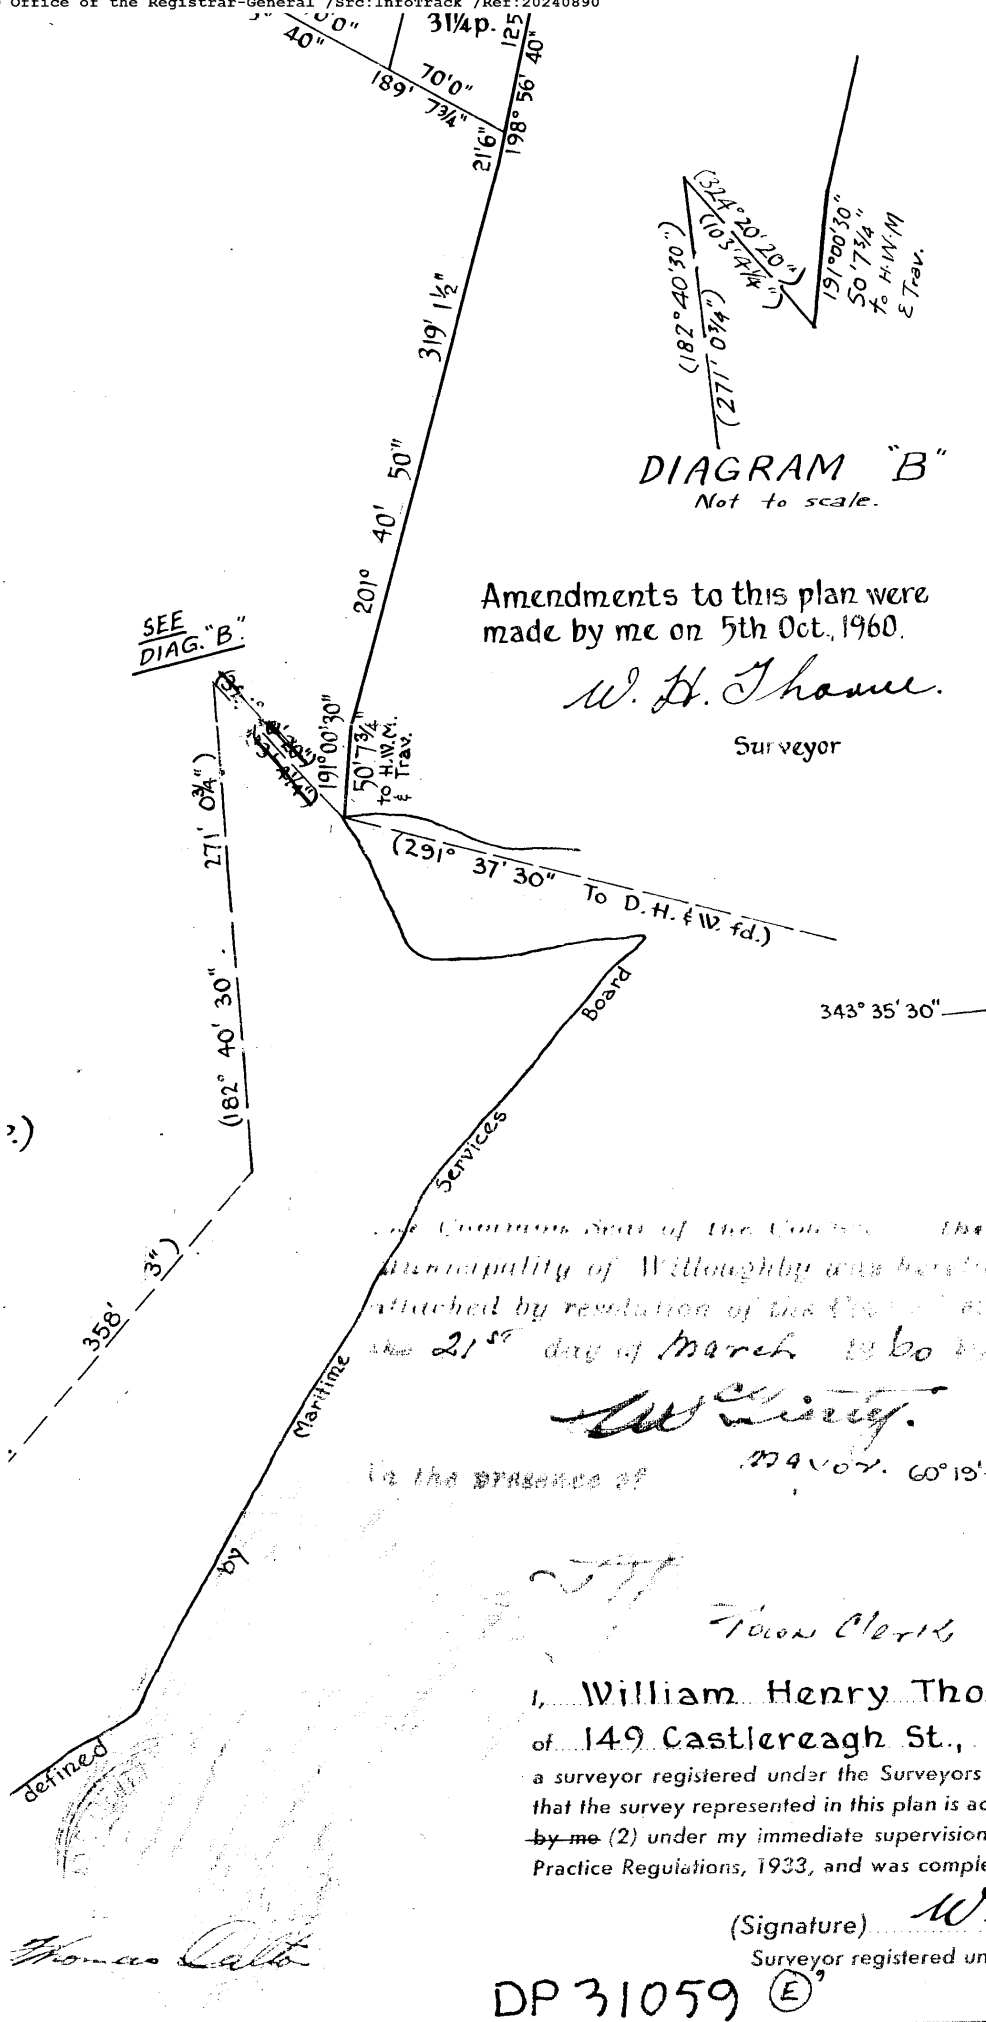 Office of the Registrar-General /Src:InfoTrack /Ref:20240890
40"
31¼p.
125
70'0"
189' 7¾"
21'6"
198° 56' 40"
319' 1½"
201° 40' 50"
(324° 20' 20")
(103' 4¼")
(182° 40' 30")
(271' 0¾")
191°00'30"
50'7¾"
to H.W.M
& Trav.
DIAGRAM "B"
Not to scale.
Amendments to this plan were
made by me on 5th Oct., 1960.
W. H. Thorne.
Surveyor
SEE
DIAG. "B".
191°00'30"
50'7¾"
to H.W.M.
& Trav.
271' 0¾")
(182° 40' 30"
(291° 37' 30" To D.H. & W. fd.)
343° 35' 30"
358' 3")
defined by Maritime Services Board
Common Seal of the
Municipality of Willoughby was
attached by resolution of the
the 21ST day of March 1960
Mayor.
60°19'
in the presence of
Town Clerk
I, William Henry Tho
of 149 Castlereagh St.,
a surveyor registered under the Surveyors
that the survey represented in this plan is ac
by me (2) under my immediate supervision
Practice Regulations, 1933, and was comple
(Signature) W.
Surveyor registered un
Thomas Dalto
DP 31059 E